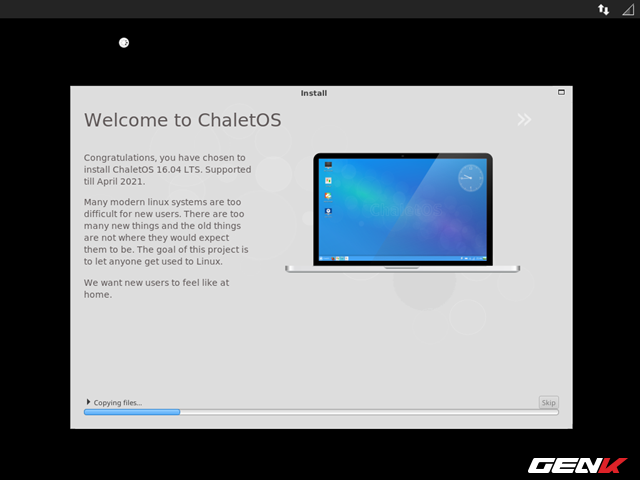 Install
Welcome to ChaletOS
Congratulations, you have chosen to
install ChaletOS 16.04 LTS. Supported
till April 2021.
Many modern linux systems are too
difficult for new users. There are too
many new things and the old things
are not where they would expect
them to be. The goal of this project is
to let anyone get used to Linux.
We want new users to feel like at
home.
Copying files...
Skip
GENK